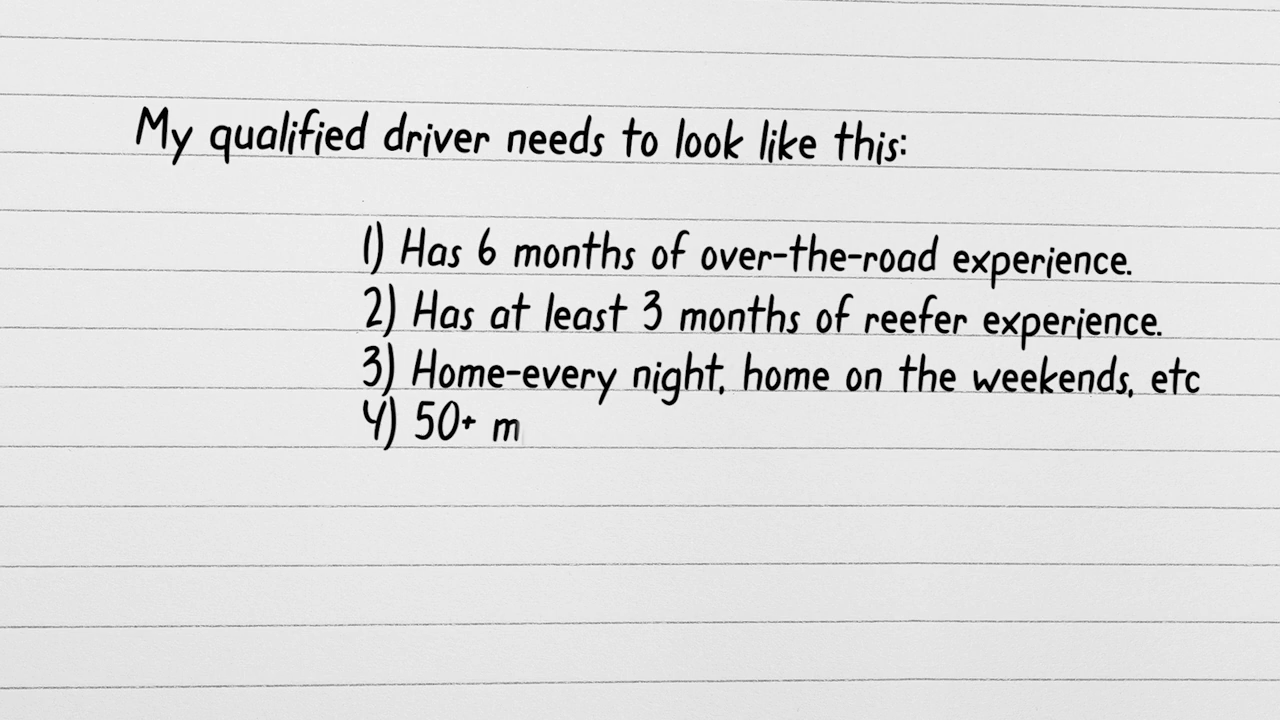 My qualified driver needs to look like this:
1) Has 6 months of over-the-road experience.
2) Has at least 3 months of reefer experience.
3) Home-every night, home on the weekends, etc
4) 50+ m